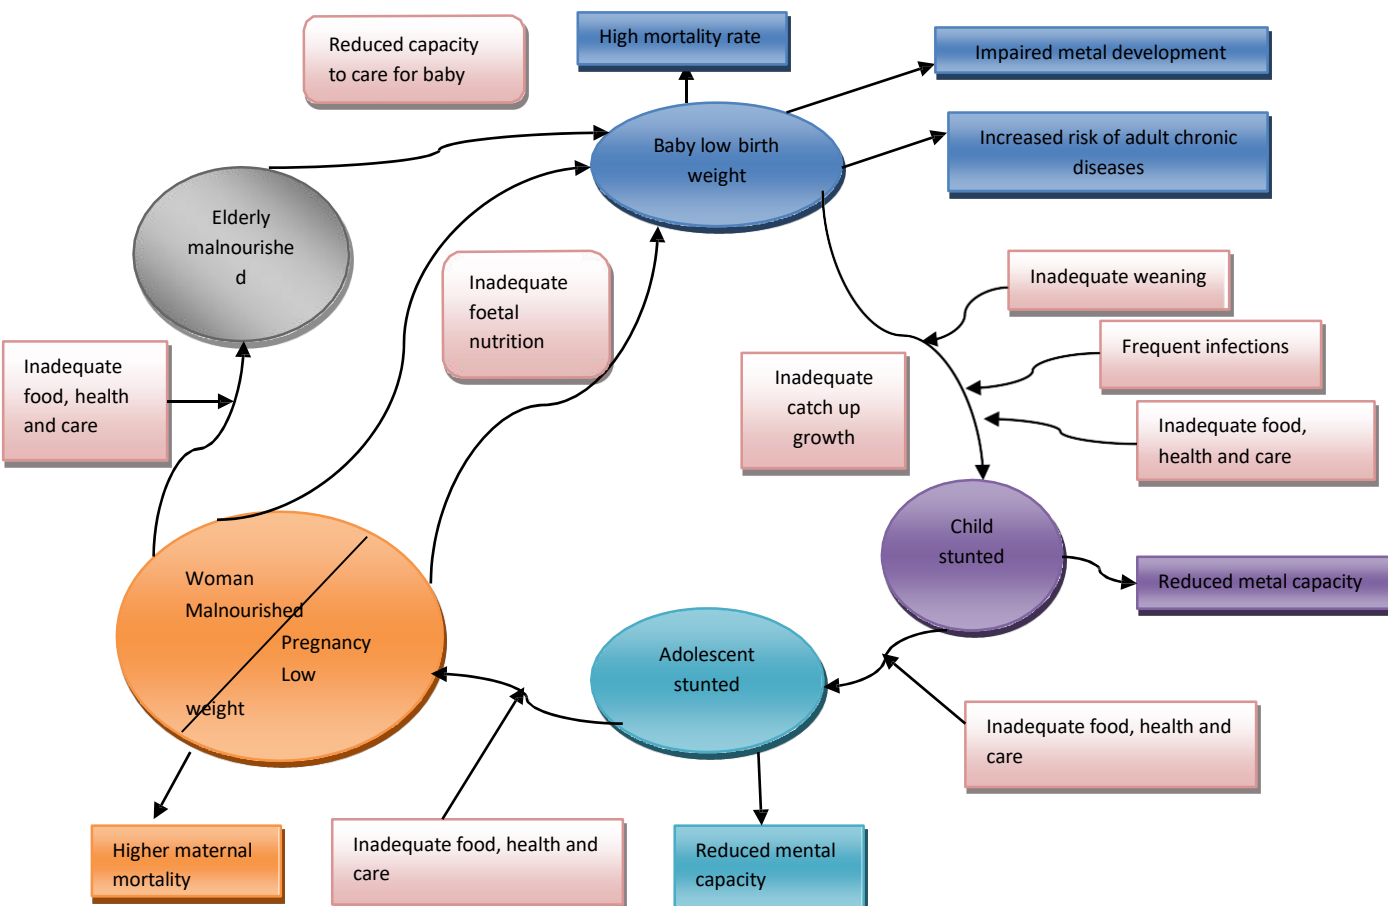 Reduced capacity
to care for baby
High mortality rate
Impaired metal development
Baby low birth
weight
Increased risk of adult chronic
diseases
Elderly
malnourishe
d
Inadequate
foetal
nutrition
Inadequate weaning
Frequent infections
Inadequate
food, health
and care
Inadequate
catch up
growth
Inadequate food,
health and care
Child
stunted
Reduced metal capacity
Woman
Malnourished
Pregnancy
Low
weight
Adolescent
stunted
Inadequate food, health and
care
Higher maternal
mortality
Inadequate food, health and
care
Reduced mental
capacity